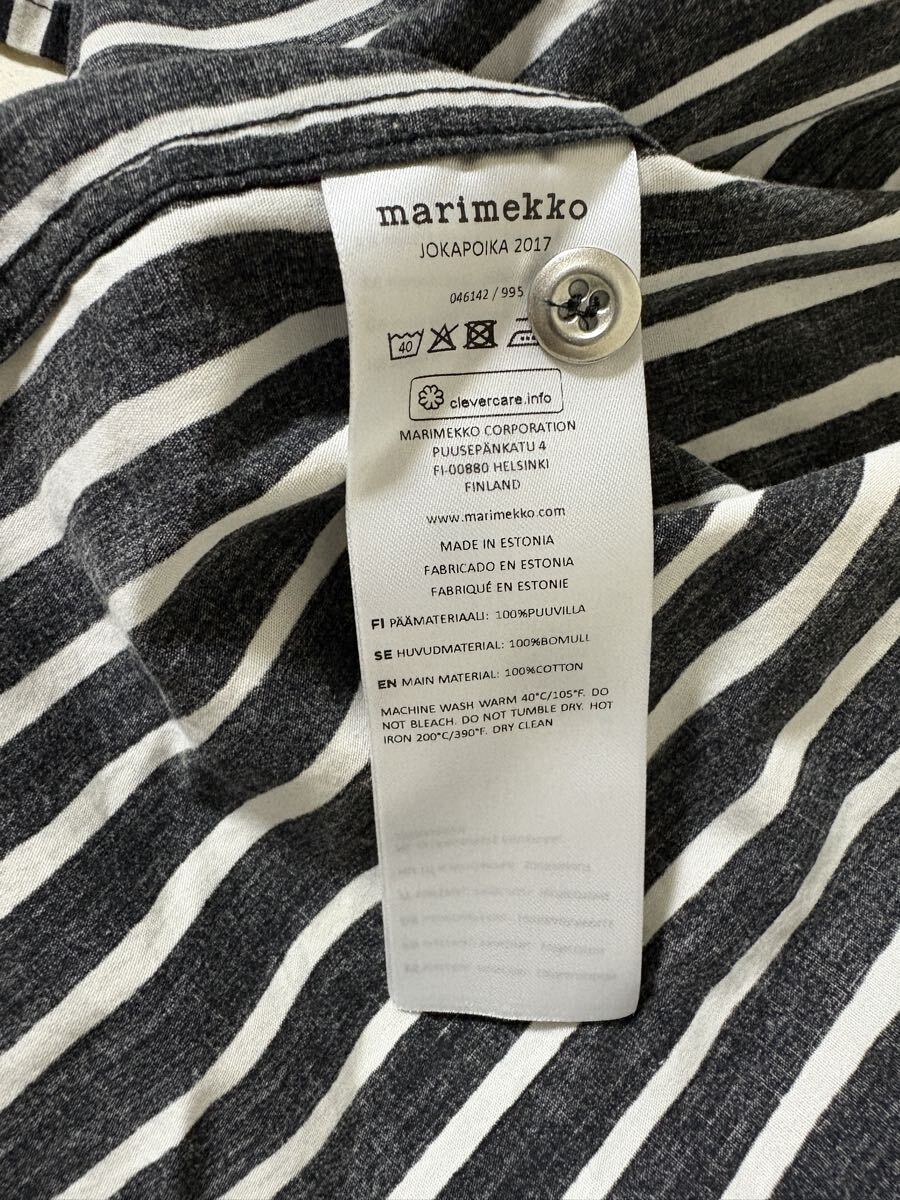 marimekko
JOKAPOIKA 2017
046142 / 995
40
clevercare.info
MARIMEKKO CORPORATION
PUUSEPÄNKATU 4
FI-00880 HELSINKI
FINLAND
www.marimekko.com
MADE IN ESTONIA
FABRICADO EN ESTONIA
FABRIQUÉ EN ESTONIE
FI PÄÄMATERIAALI: 100%PUUVILLA
SE HUVUDMATERIAL: 100%BOMULL
EN MAIN MATERIAL: 100%COTTON
MACHINE WASH WARM 40°C/105°F. DO
NOT BLEACH. DO NOT TUMBLE DRY. HOT
IRON 200°C/390°F. DRY CLEAN